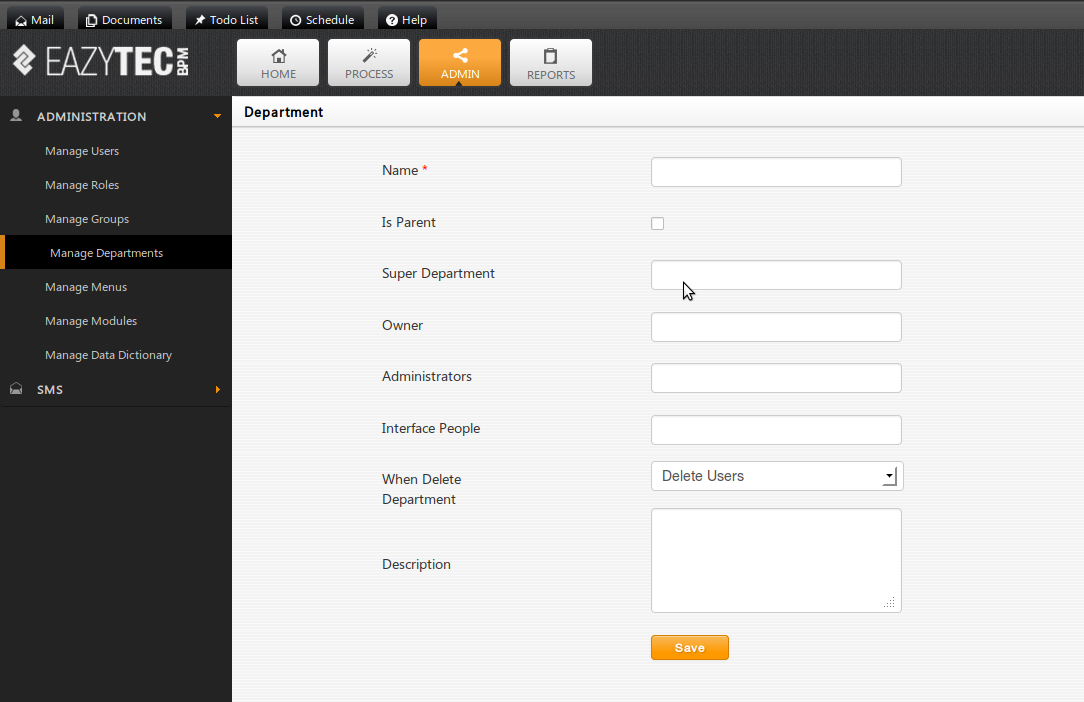 Mail
Documents
Todo List
Schedule
Help
EAZYTEC BPM
HOME
PROCESS
ADMIN
REPORTS
ADMINISTRATION
Manage Users
Manage Roles
Manage Groups
Manage Departments
Manage Menus
Manage Modules
Manage Data Dictionary
SMS
Department
Name *
Is Parent
Super Department
Owner
Administrators
Interface People
When Delete
Department
Delete Users
Description
Save